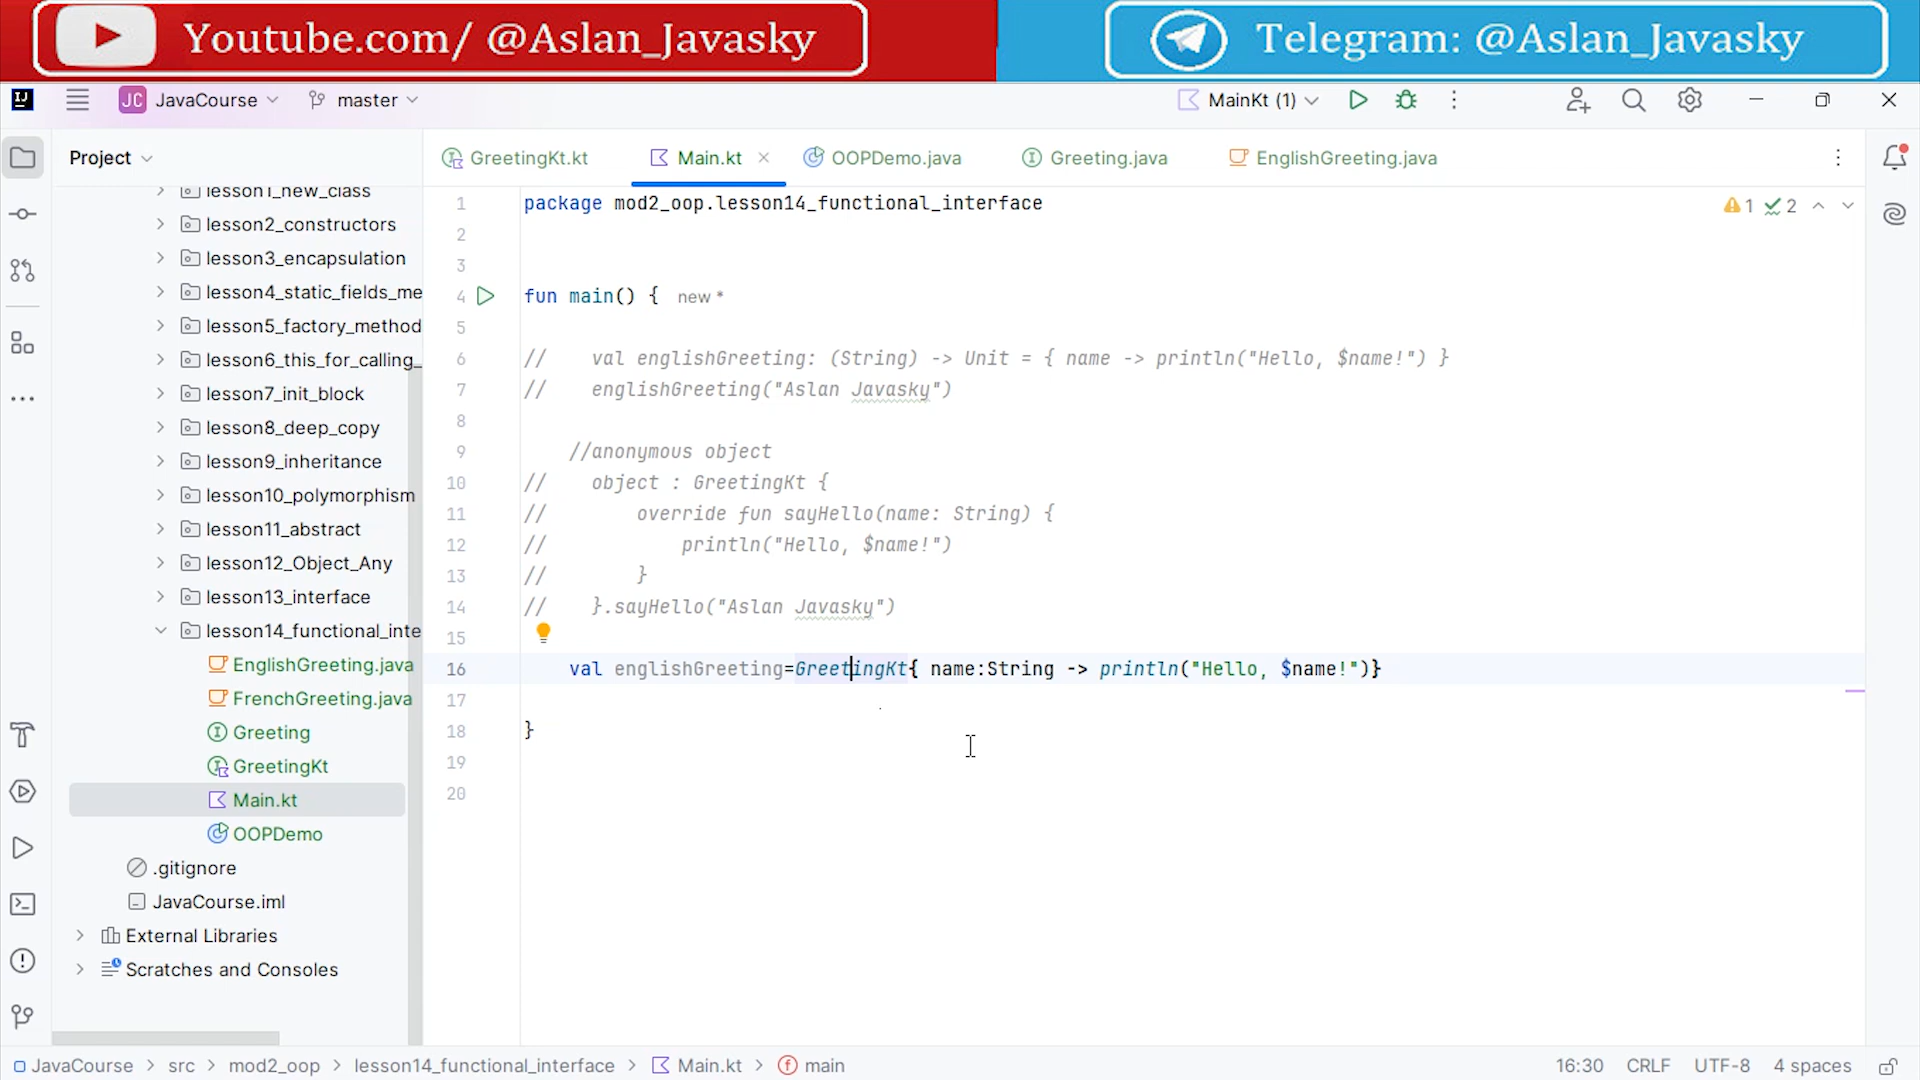 Youtube.com/ @Aslan_Javasky
Telegram: @Aslan_Javasky
JC JavaCourse master MainKt (1)
Project
GreetingKt.kt Main.kt OOPDemo.java Greeting.java EnglishGreeting.java
lesson1_new_class
lesson2_constructors
lesson3_encapsulation
lesson4_static_fields_me
lesson5_factory_method
lesson6_this_for_calling_
lesson7_init_block
lesson8_deep_copy
lesson9_inheritance
lesson10_polymorphism
lesson11_abstract
lesson12_Object_Any
lesson13_interface
lesson14_functional_inte
EnglishGreeting.java
FrenchGreeting.java
Greeting
GreetingKt
Main.kt
OOPDemo
.gitignore
JavaCourse.iml
External Libraries
Scratches and Consoles
1 package mod2_oop.lesson14_functional_interface
1 2
2
3
4 fun main() { new *
5
6 // val englishGreeting: (String) -> Unit = { name -> println("Hello, $name!") }
7 // englishGreeting("Aslan Javasky")
8
9 //anonymous object
10 // object : GreetingKt {
11 // override fun sayHello(name: String) {
12 // println("Hello, $name!")
13 // }
14 // }.sayHello("Aslan Javasky")
15
16 val englishGreeting=GreetingKt{ name:String -> println("Hello, $name!")}
17
18 }
19
20
JavaCourse > src > mod2_oop > lesson14_functional_interface > Main.kt > main
16:30 CRLF UTF-8 4 spaces